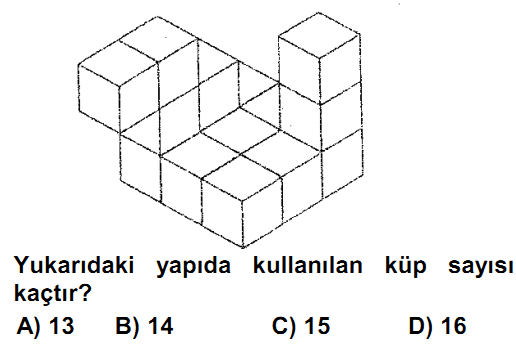 Yukarıdaki yapıda kullanılan küp sayısı
kaçtır?
A) 13 B) 14 C) 15 D) 16